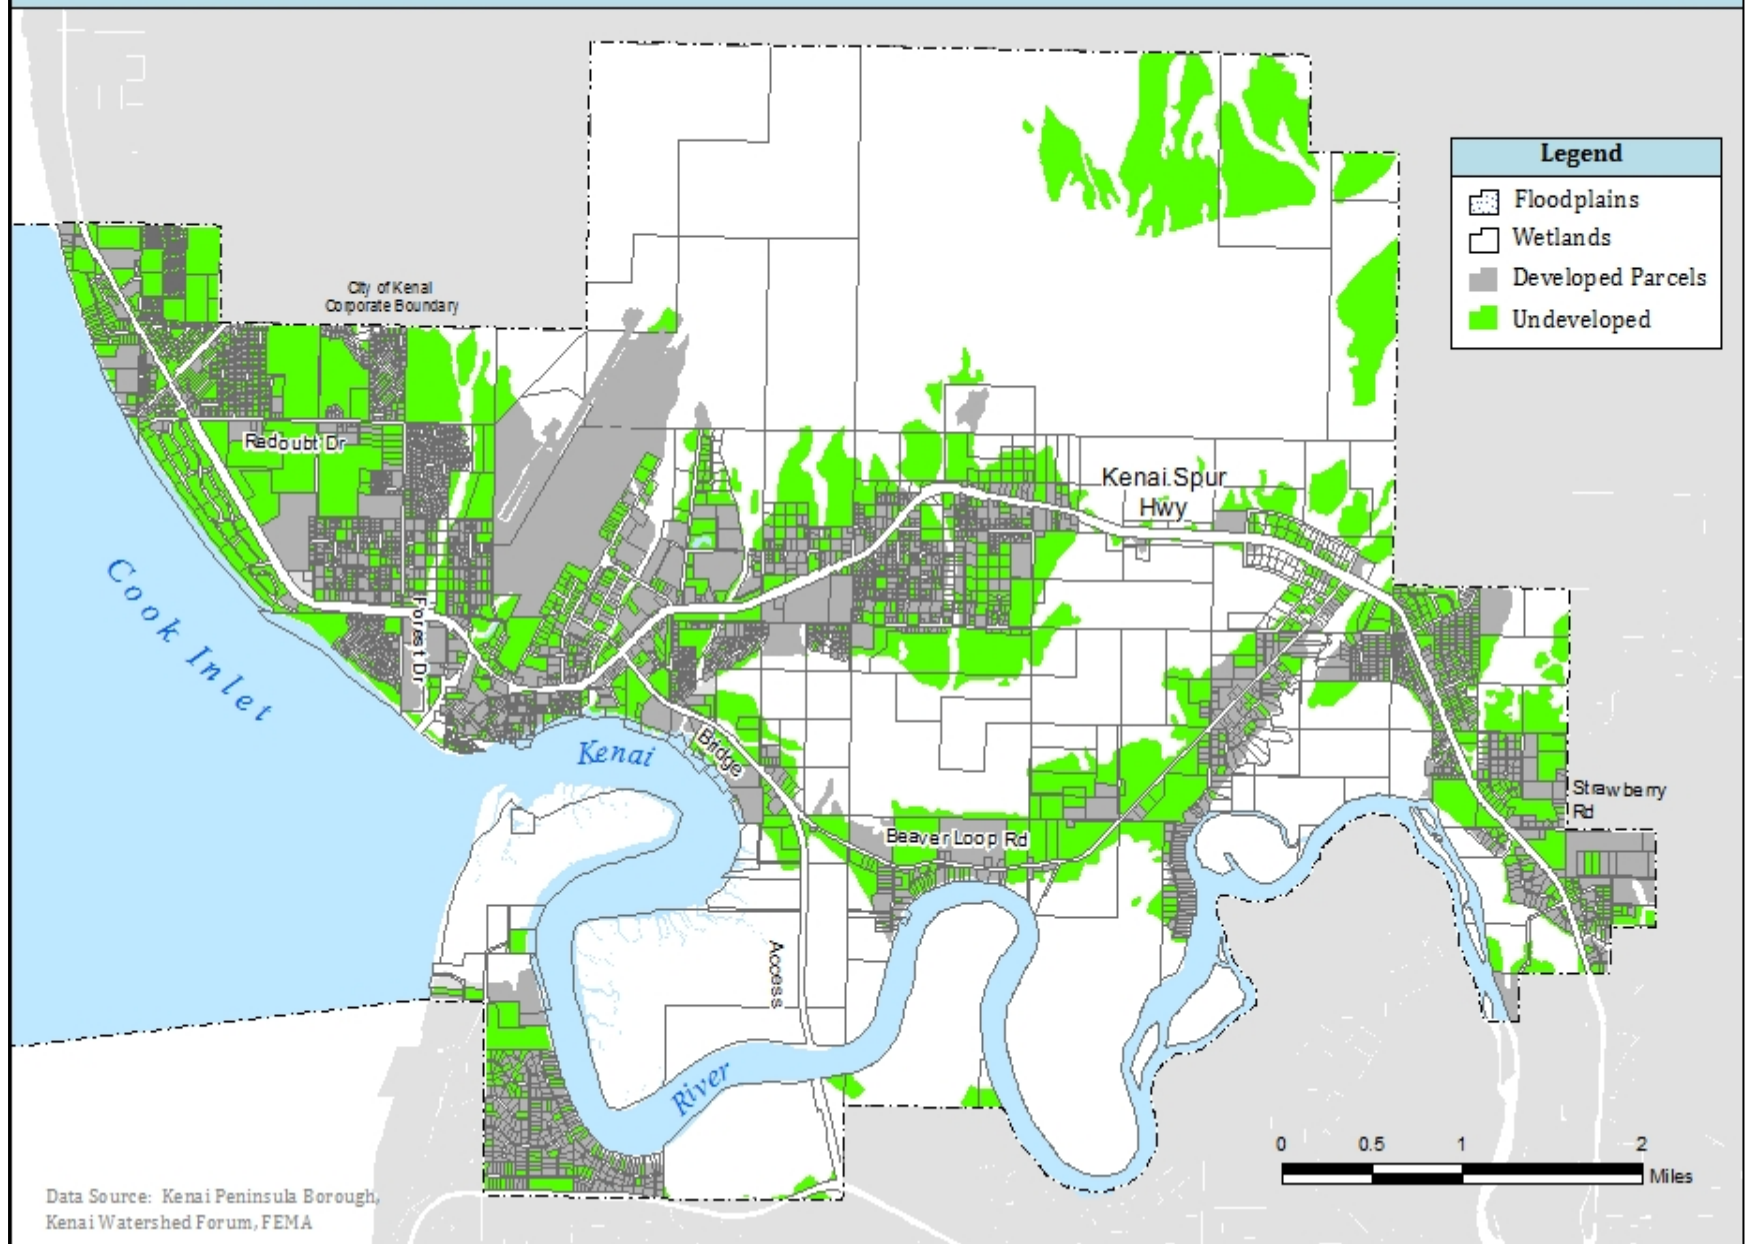 Legend
Floodplains
Wetlands
Developed Parcels
Undeveloped
City of Kenai
Corporate Boundary
Redoubt Dr
Kenai Spur
Hwy
Cook Inlet
Forest Dr
Kenai
Bridge
Beaver Loop Rd
Strawberry
Rd
Access
River
0 0.5 1 2
Miles
Data Source: Kenai Peninsula Borough,
Kenai Watershed Forum, FEMA